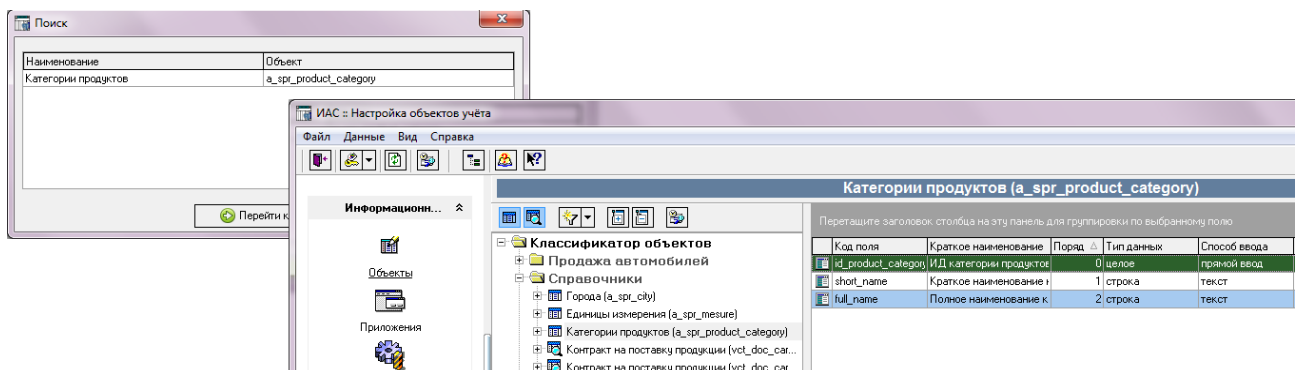 Поиск
Наименование Объект
Категории продуктов a_spr_product_category
Перейти к
ИАС :: Настройка объектов учёта
Файл Данные Вид Справка
Информационн...
Объекты
Приложения
Классификатор объектов
Продажа автомобилей
Справочники
Города (a_spr_city)
Единицы измерения (a_spr_mesure)
Категории продуктов (a_spr_product_category)
Контракт на поставку продукции (vct_doc_car...
Контракт на поставку продукции (vct_doc_car...
Категории продуктов (a_spr_product_category)
Перетащите заголовок столбца на эту панель для группировки по выбранному полю
Код поля Краткое наименование Поряд Тип данных Способ ввода
id_product_category ИД категории продуктов 0 целое прямой ввод
short_name Краткое наименование н 1 строка текст
full_name Полное наименование к 2 строка текст